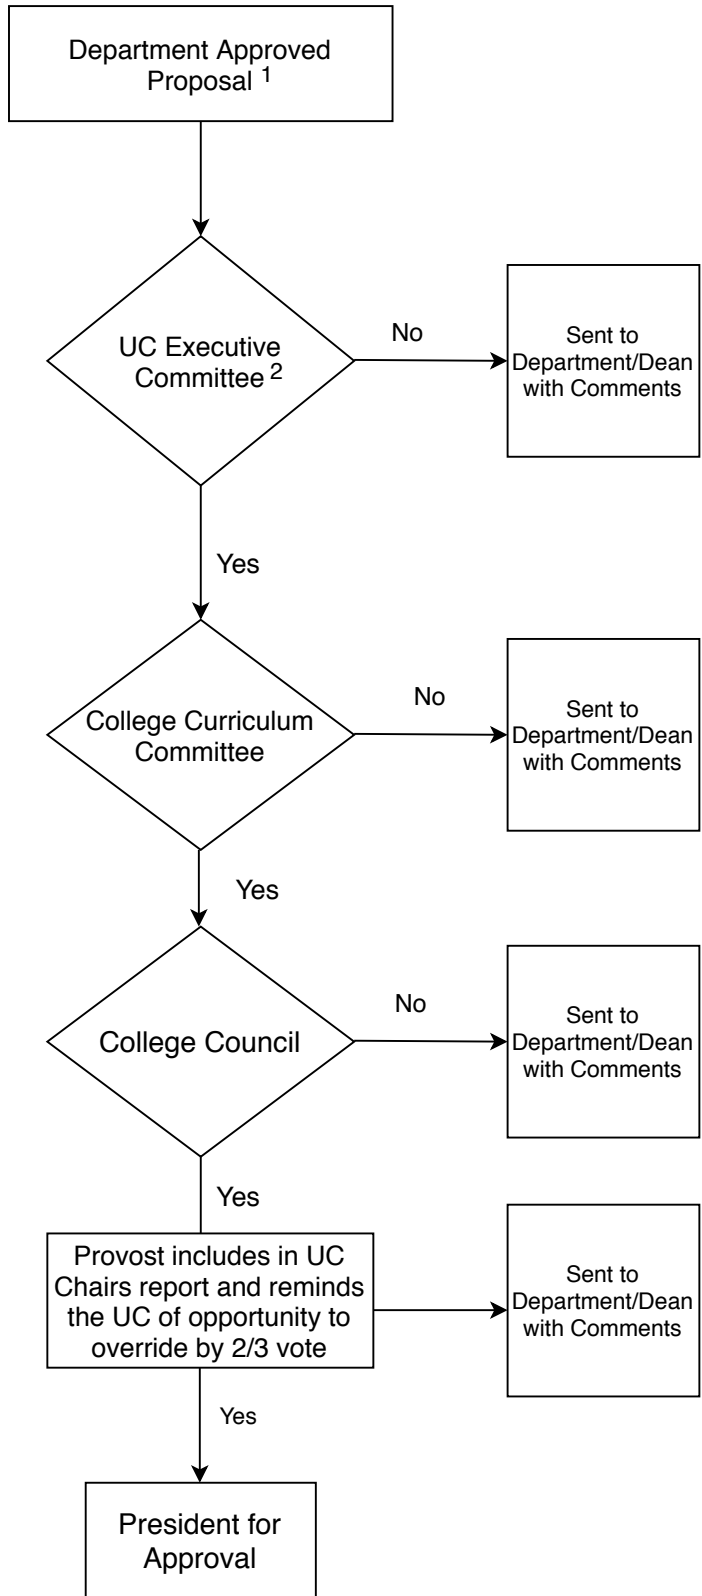 Department Approved
Proposal 1
UC Executive
Committee 2
No
Sent to
Department/Dean
with Comments
Yes
College Curriculum
Committee
No
Sent to
Department/Dean
with Comments
Yes
College Council
No
Sent to
Department/Dean
with Comments
Yes
Provost includes in UC
Chairs report and reminds
the UC of opportunity to
override by 2/3 vote
Sent to
Department/Dean
with Comments
Yes
President for
Approval